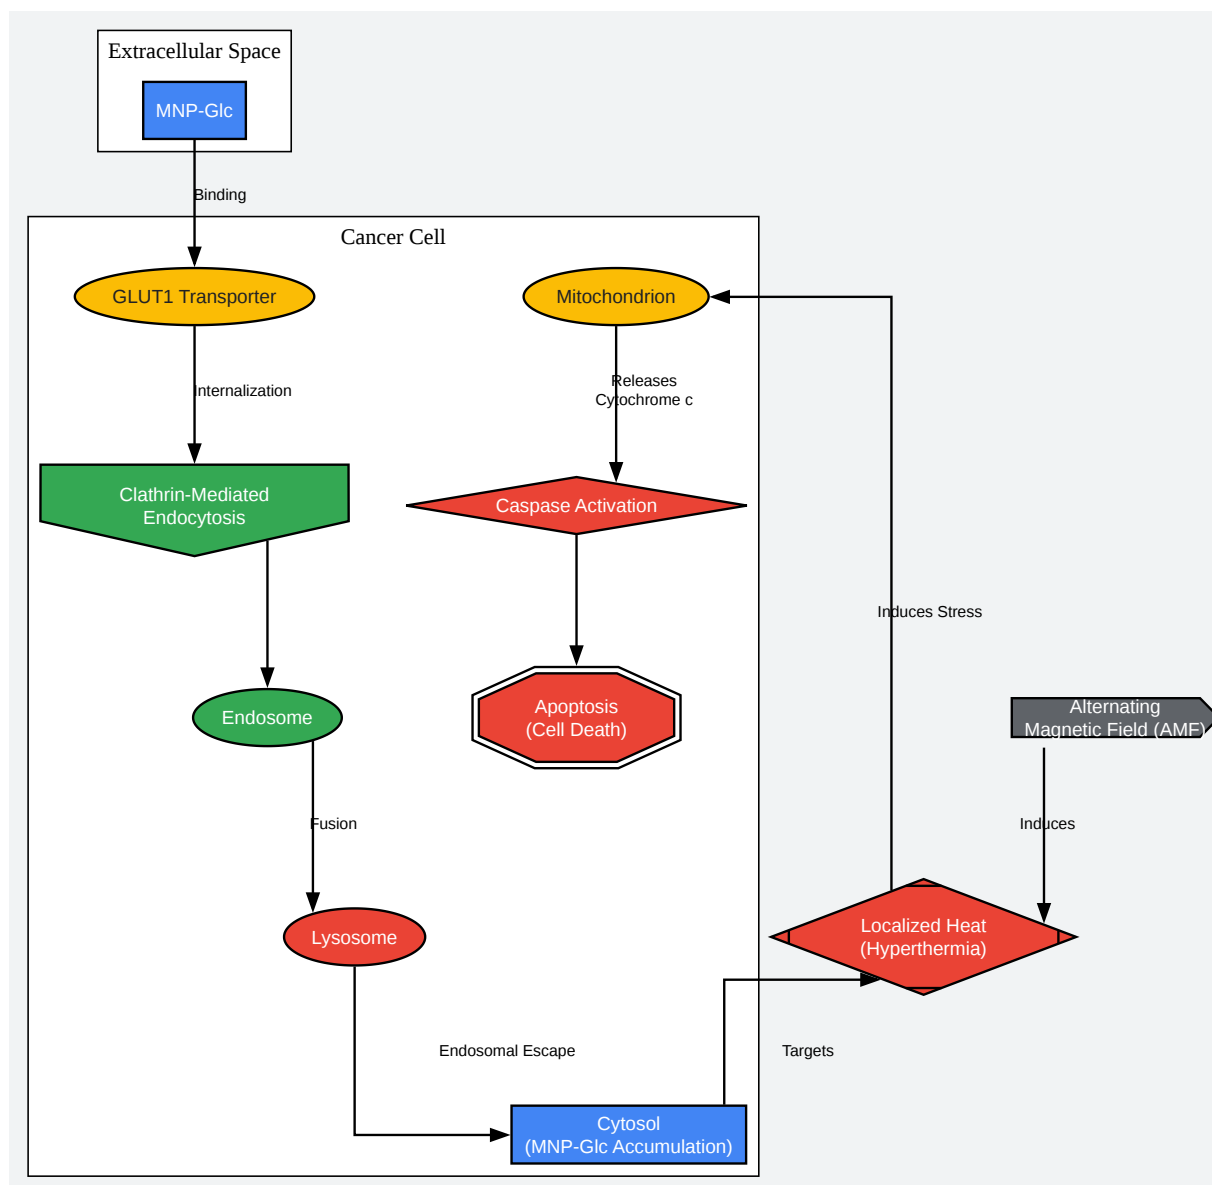 Extracellular Space
MNP-Glc
Binding
Cancer Cell
GLUT1 Transporter
Mitochondrion
Internalization
Releases
Cytochrome c
Clathrin-Mediated
Endocytosis
Caspase Activation
Induces Stress
Endosome
Apoptosis
(Cell Death)
Alternating
Magnetic Field (AMF)
Fusion
Induces
Lysosome
Localized Heat
(Hyperthermia)
Endosomal Escape
Targets
Cytosol
(MNP-Glc Accumulation)